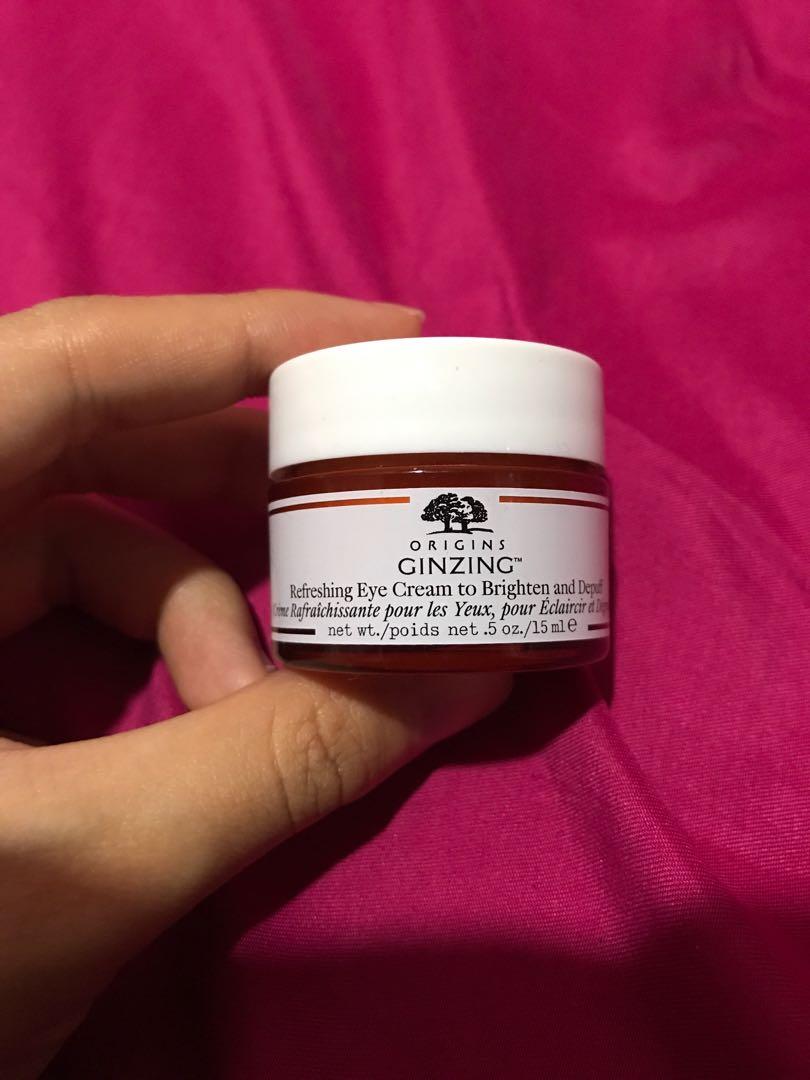 ORIGINS
GINZING™
Refreshing Eye Cream to Brighten and Depuff
Crème Rafraîchissante pour les Yeux, pour Éclaircir et
net wt./poids net .5 oz./15 ml e